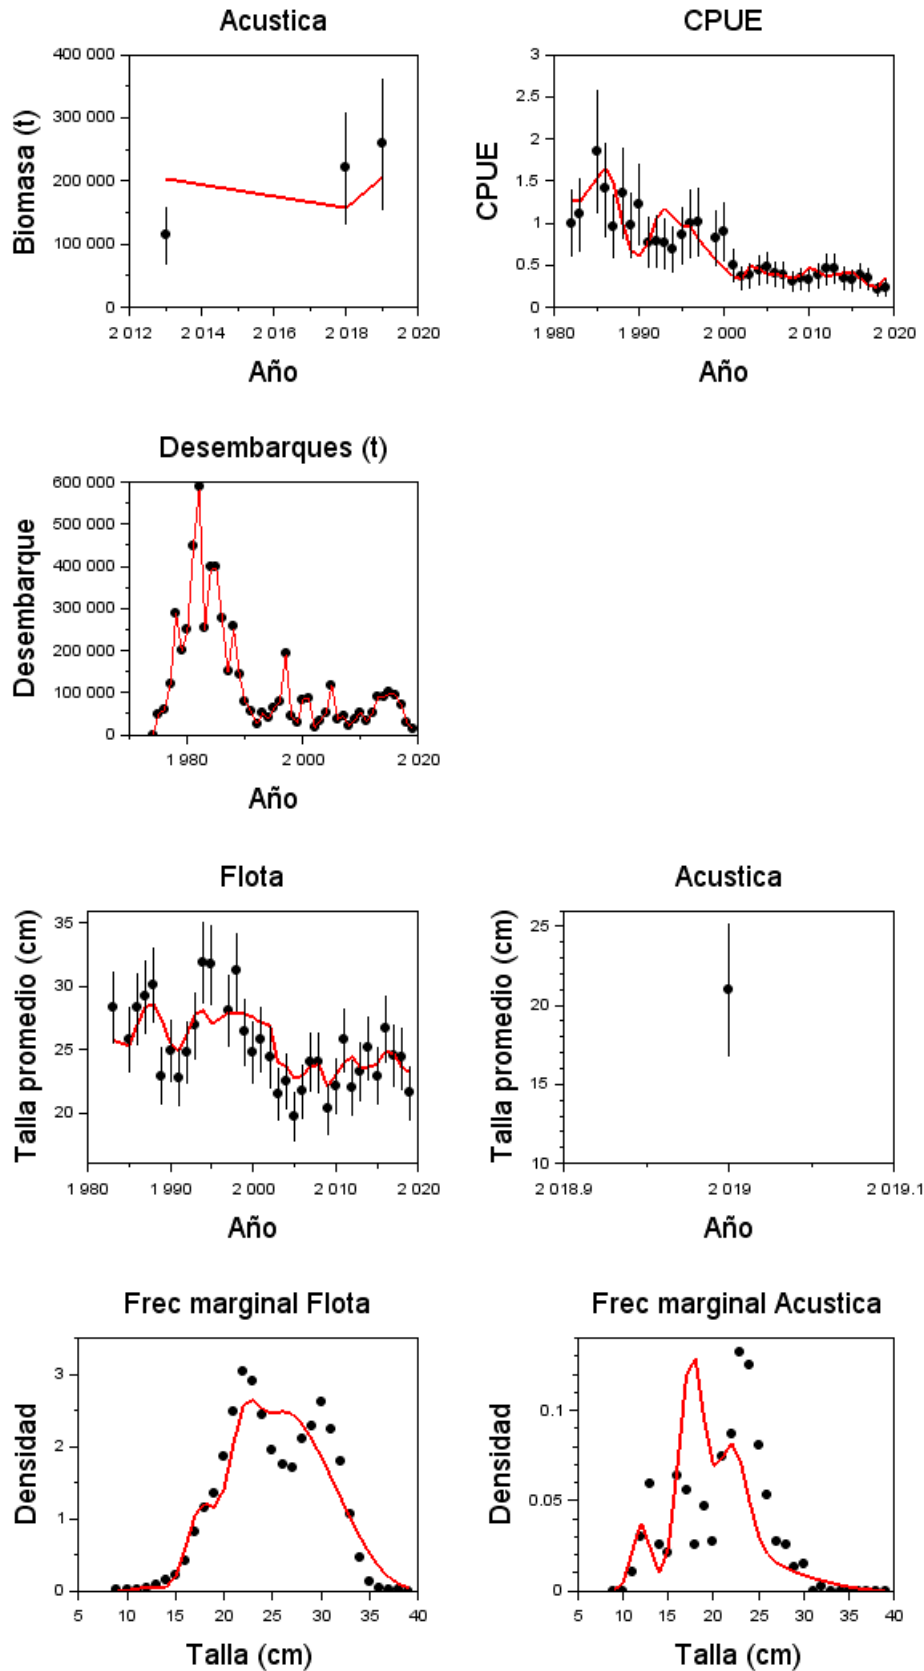 Acustica
CPUE
400 000
300 000
200 000
100 000
0
Biomasa (t)
2 012 2 014 2 016 2 018 2 020
Año
3
2.5
2
1.5
1
0.5
0
CPUE
1 980 1 990 2 000 2 010 2 020
Año
Desembarques (t)
600 000
500 000
400 000
300 000
200 000
100 000
0
Desembarque
1 980 2 000 2 020
Año
Flota
Acustica
35
30
25
20
Talla promedio (cm)
1 980 1 990 2 000 2 010 2 020
Año
25
20
15
10
Talla promedio (cm)
2 018.9 2 019 2 019.1
Año
Frec marginal Flota
Frec marginal Acustica
3
2
1
0
Densidad
5 10 15 20 25 30 35 40
Talla (cm)
0.1
0.05
0
Densidad
5 10 15 20 25 30 35 40
Talla (cm)